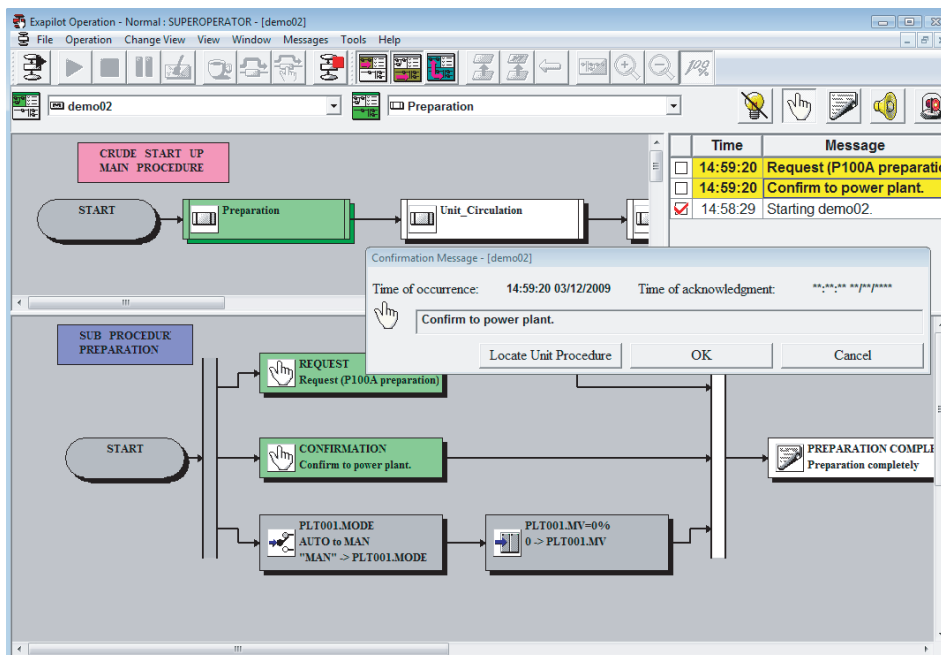 Exapilot Operation - Normal : SUPEROPERATOR - [demo02]
File Operation Change View View Window Messages Tools Help
100%
demo02
Preparation
CRUDE START UP
MAIN PROCEDURE
START
Preparation
Unit_Circulation
Time Message
14:59:20 Request (P100A preparatio
14:59:20 Confirm to power plant.
14:58:29 Starting demo02.
Confirmation Message - [demo02]
Time of occurrence: 14:59:20 03/12/2009 Time of acknowledgment: **:**:** **/**/****
Confirm to power plant.
Locate Unit Procedure OK Cancel
SUB PROCEDUR
PREPARATION
START
REQUEST
Request (P100A preparation)
CONFIRMATION
Confirm to power plant.
PREPARATION COMPLE
Preparation completely
PLT001.MODE
AUTO to MAN
"MAN" -> PLT001.MODE
PLT001.MV=0%
0 -> PLT001.MV